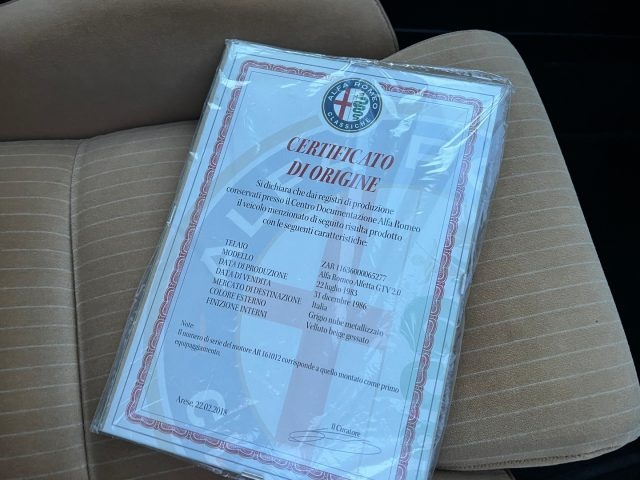 ALFA ROMEO
CLASSICHE
CERTIFICATO
DI ORIGINE
Si dichiara che dai registri di produzione
conservati presso il Centro Documentazione Alfa Romeo
il veicolo menzionato di seguito risulta prodotto
con le seguenti caratteristiche:
TELAIO ZAR11636000065277
MODELLO Alfa Romeo Alfetta GTV 2.0
DATA DI PRODUZIONE 22 luglio 1983
DATA DI VENDITA 31 dicembre 1986
MERCATO DI DESTINAZIONE Italia
COLORE ESTERNO Grigio nube metallizzato
FINIZIONE INTERNI Velluto beige gessato
Note:
il numero di serie del motore AR 161012 corrisponde a quello montato come primo
equipaggiamento.
Arese, 22.02.2018
Il Curatore